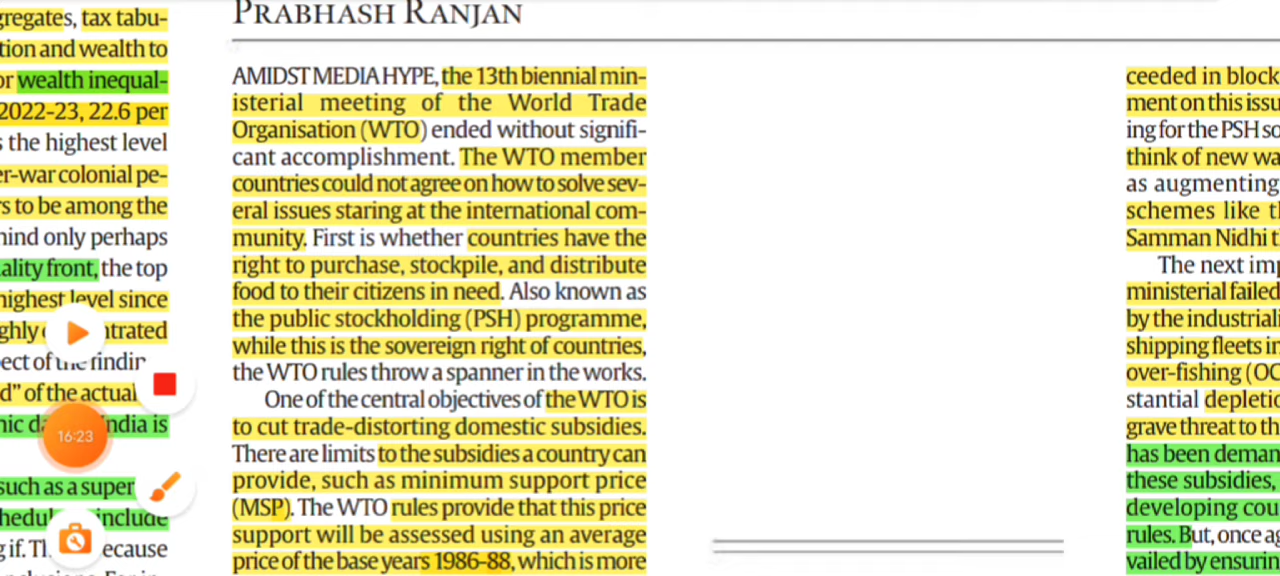 gregates, tax tabu-
tion and wealth to
or wealth inequal-
2022-23, 22.6 per
s the highest level
er-war colonial pe-
rs to be among the
hind only perhaps
ality front, the top
highest level since
ghly ntrated
ect of the findin
d" of the actual
mic da India is
such as a super
hedul include
g if. T ecause
16:23
PRABHASH RANJAN
AMIDST MEDIA HYPE, the 13th biennial min-
isterial meeting of the World Trade
Organisation (WTO) ended without signifi-
cant accomplishment. The WTO member
countries could not agree on how to solve sev-
eral issues staring at the international com-
munity. First is whether countries have the
right to purchase, stockpile, and distribute
food to their citizens in need. Also known as
the public stockholding (PSH) programme,
while this is the sovereign right of countries,
the WTO rules throw a spanner in the works.
One of the central objectives of the WTO is
to cut trade-distorting domestic subsidies.
There are limits to the subsidies a country can
provide, such as minimum support price
(MSP). The WTO rules provide that this price
support will be assessed using an average
price of the base years 1986-88, which is more
ceeded in block
ment on this issu
ing for the PSH so
think of new wa
as augmenting
schemes like th
Samman Nidhi t
The next imp
ministerial failed
by the industriali
shipping fleets in
over-fishing (OC
stantial depletio
grave threat to th
has been deman
these subsidies,
developing cou
rules. But, once ag
vailed by ensurin